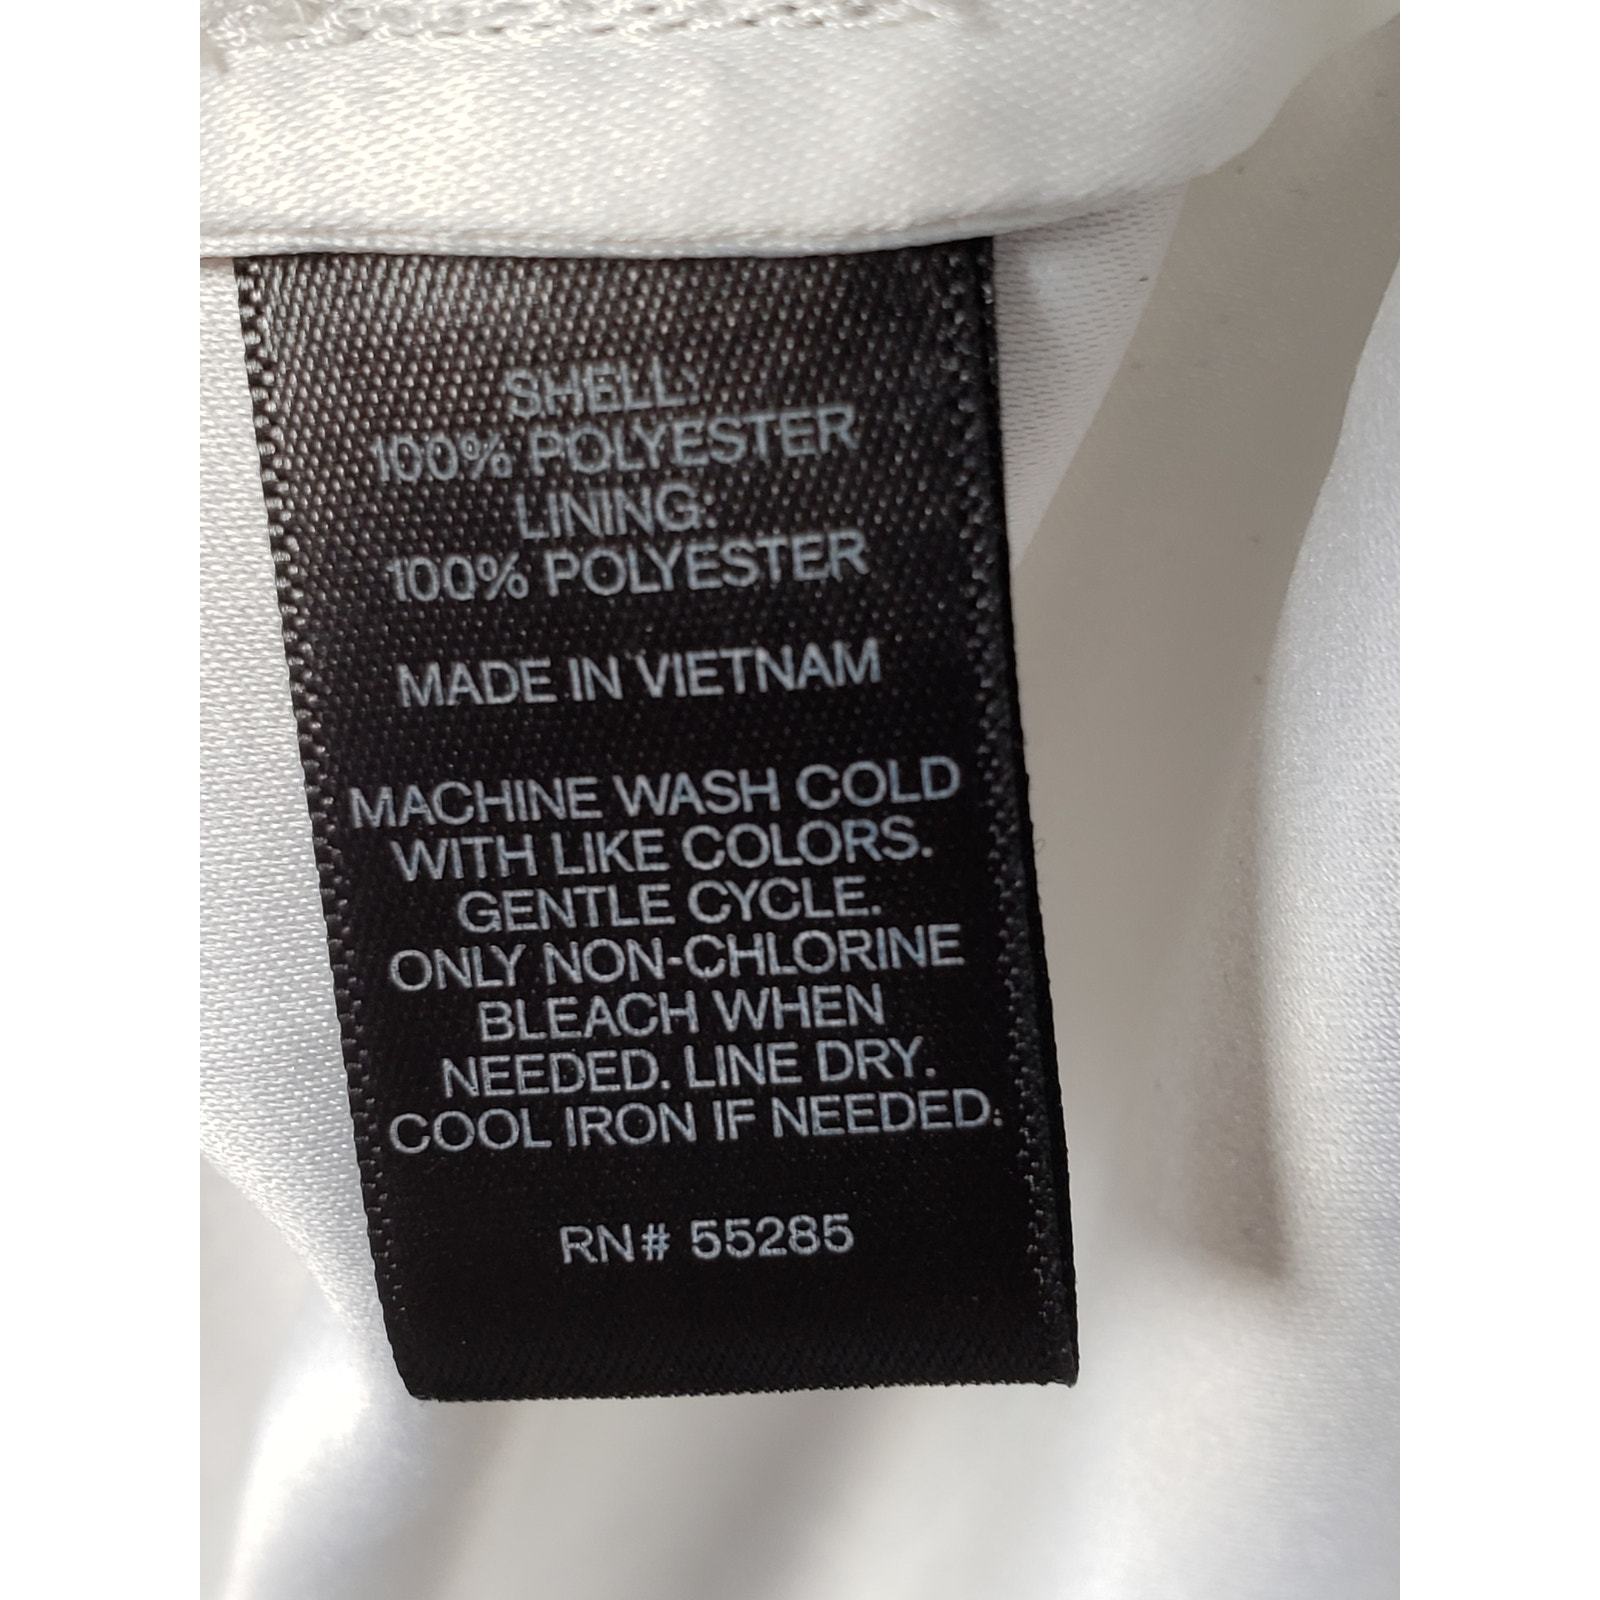 SHELL:
100% POLYESTER
LINING:
100% POLYESTER
MADE IN VIETNAM
MACHINE WASH COLD
WITH LIKE COLORS.
GENTLE CYCLE.
ONLY NON-CHLORINE
BLEACH WHEN
NEEDED. LINE DRY.
COOL IRON IF NEEDED.
RN# 55285